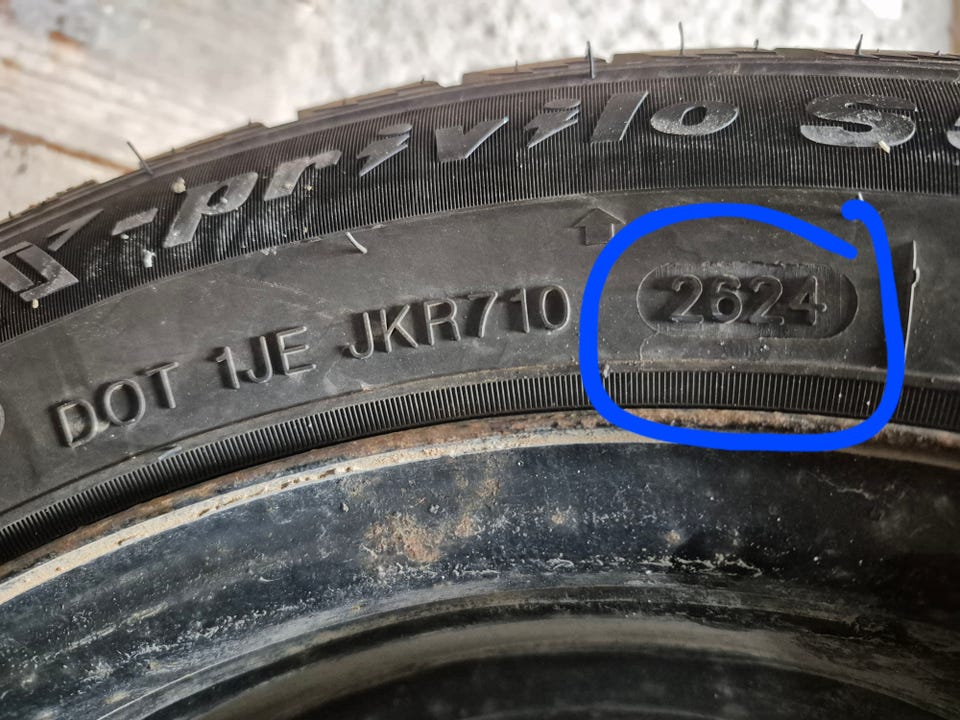 X-privilo S
DOT 1JE JKR710 2624